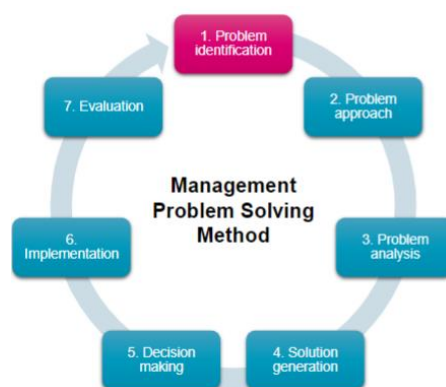 1. Problem
identification
2. Problem
approach
3. Problem
analysis
4. Solution
generation
5. Decision
making
6.
Implementation
7. Evaluation
Management
Problem Solving
Method